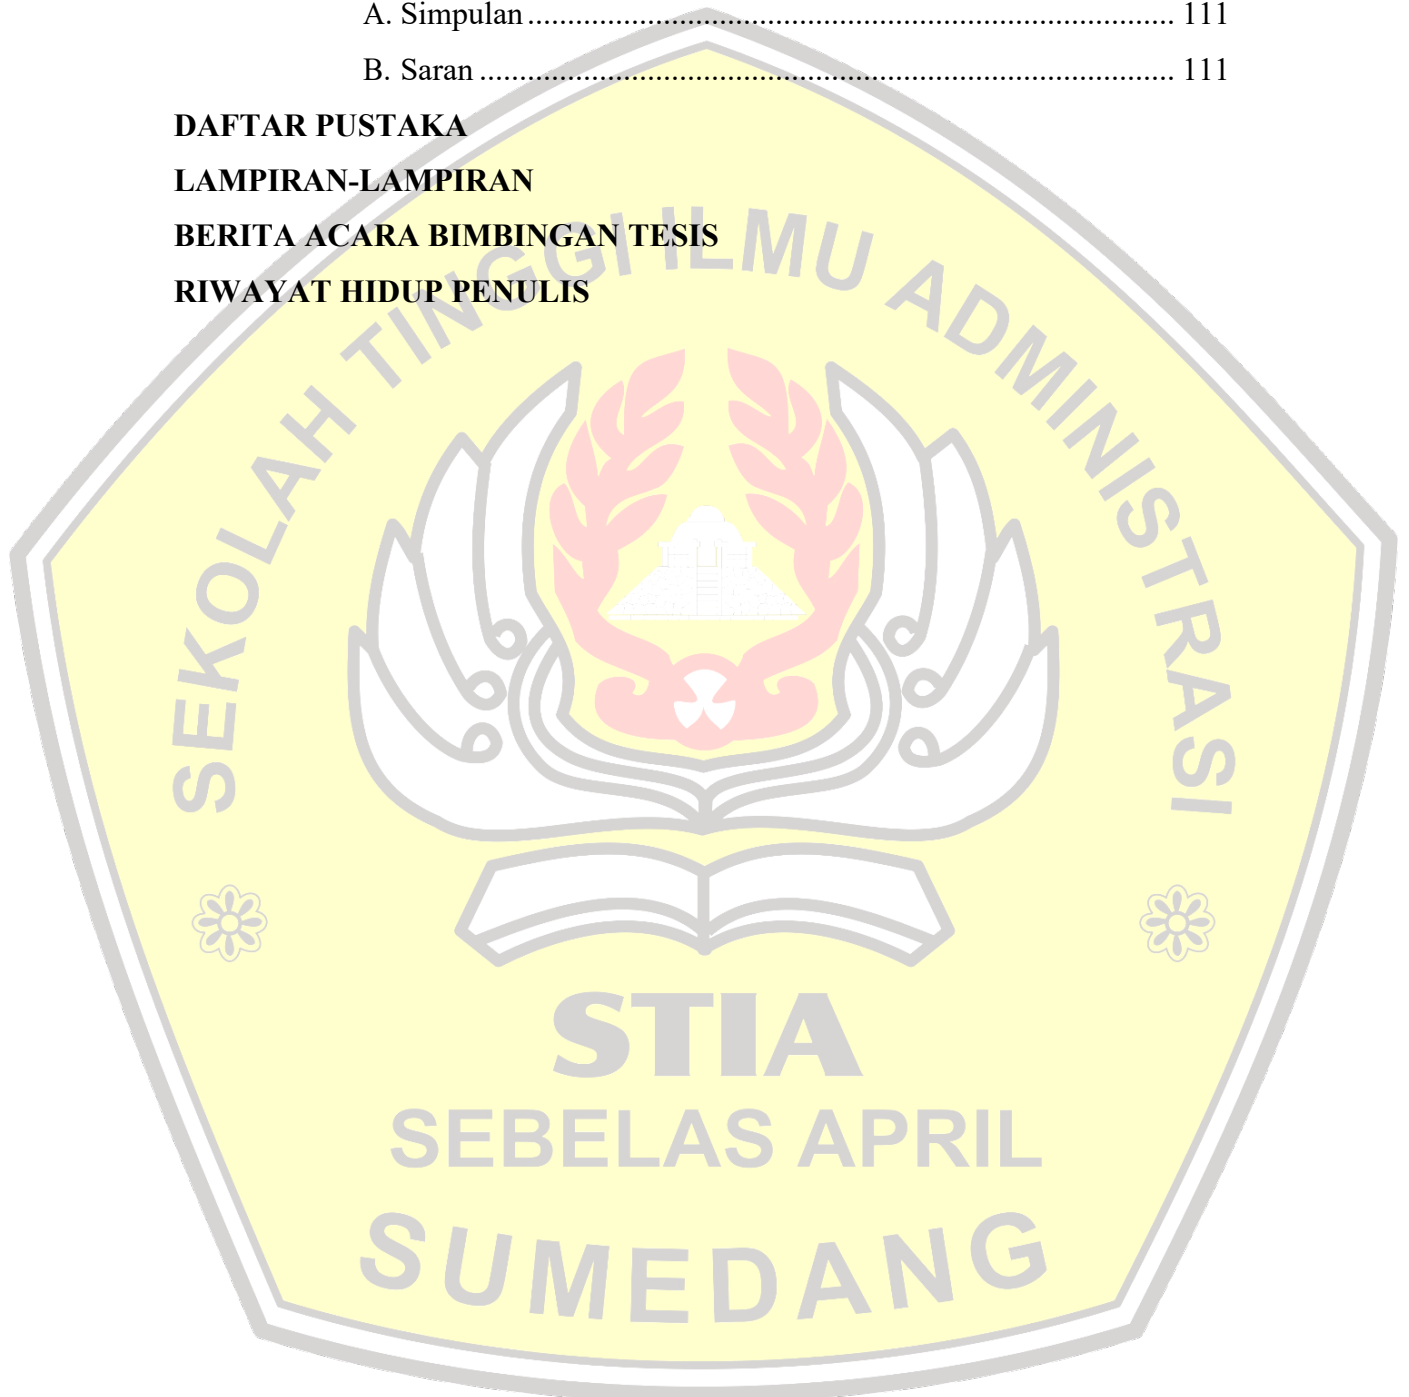 A. Simpulan ................................................................................. 111
B. Saran ....................................................................................... 111
DAFTAR PUSTAKA
LAMPIRAN-LAMPIRAN
BERITA ACARA BIMBINGAN TESIS
RIWAYAT HIDUP PENULIS
SEKOLAH TINGGI ILMU ADMINISTRASI
STIA
SEBELAS APRIL
SUMEDANG